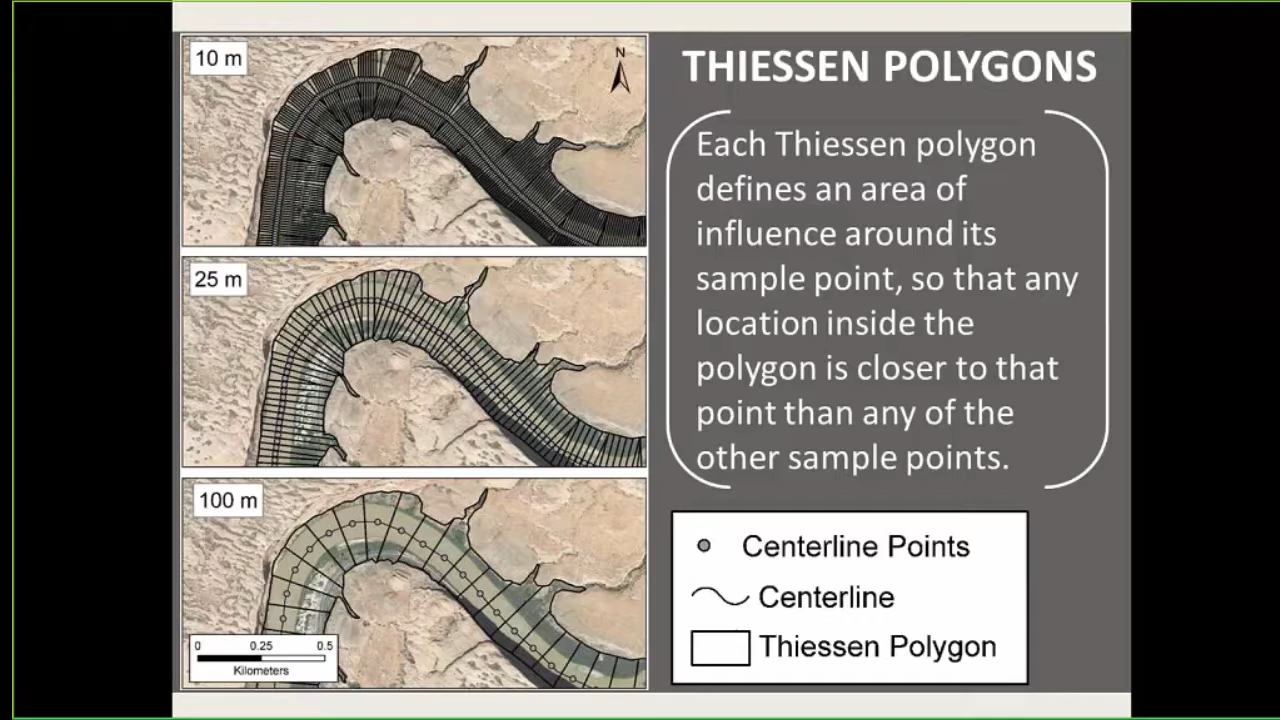 10 m
N
25 m
100 m
0 0.25 0.5
Kilometers
THIESSEN POLYGONS
Each Thiessen polygon
defines an area of
influence around its
sample point, so that any
location inside the
polygon is closer to that
point than any of the
other sample points.
Centerline Points
Centerline
Thiessen Polygon